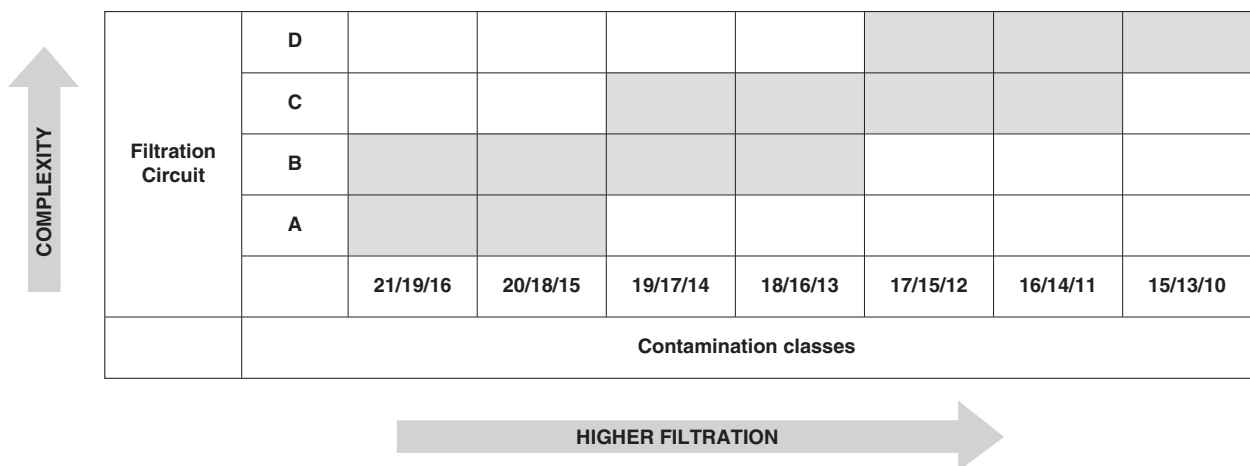 COMPLEXITY
Filtration
Circuit
D
C
B
A
21/19/16 20/18/15 19/17/14 18/16/13 17/15/12 16/14/11 15/13/10
Contamination classes
HIGHER FILTRATION